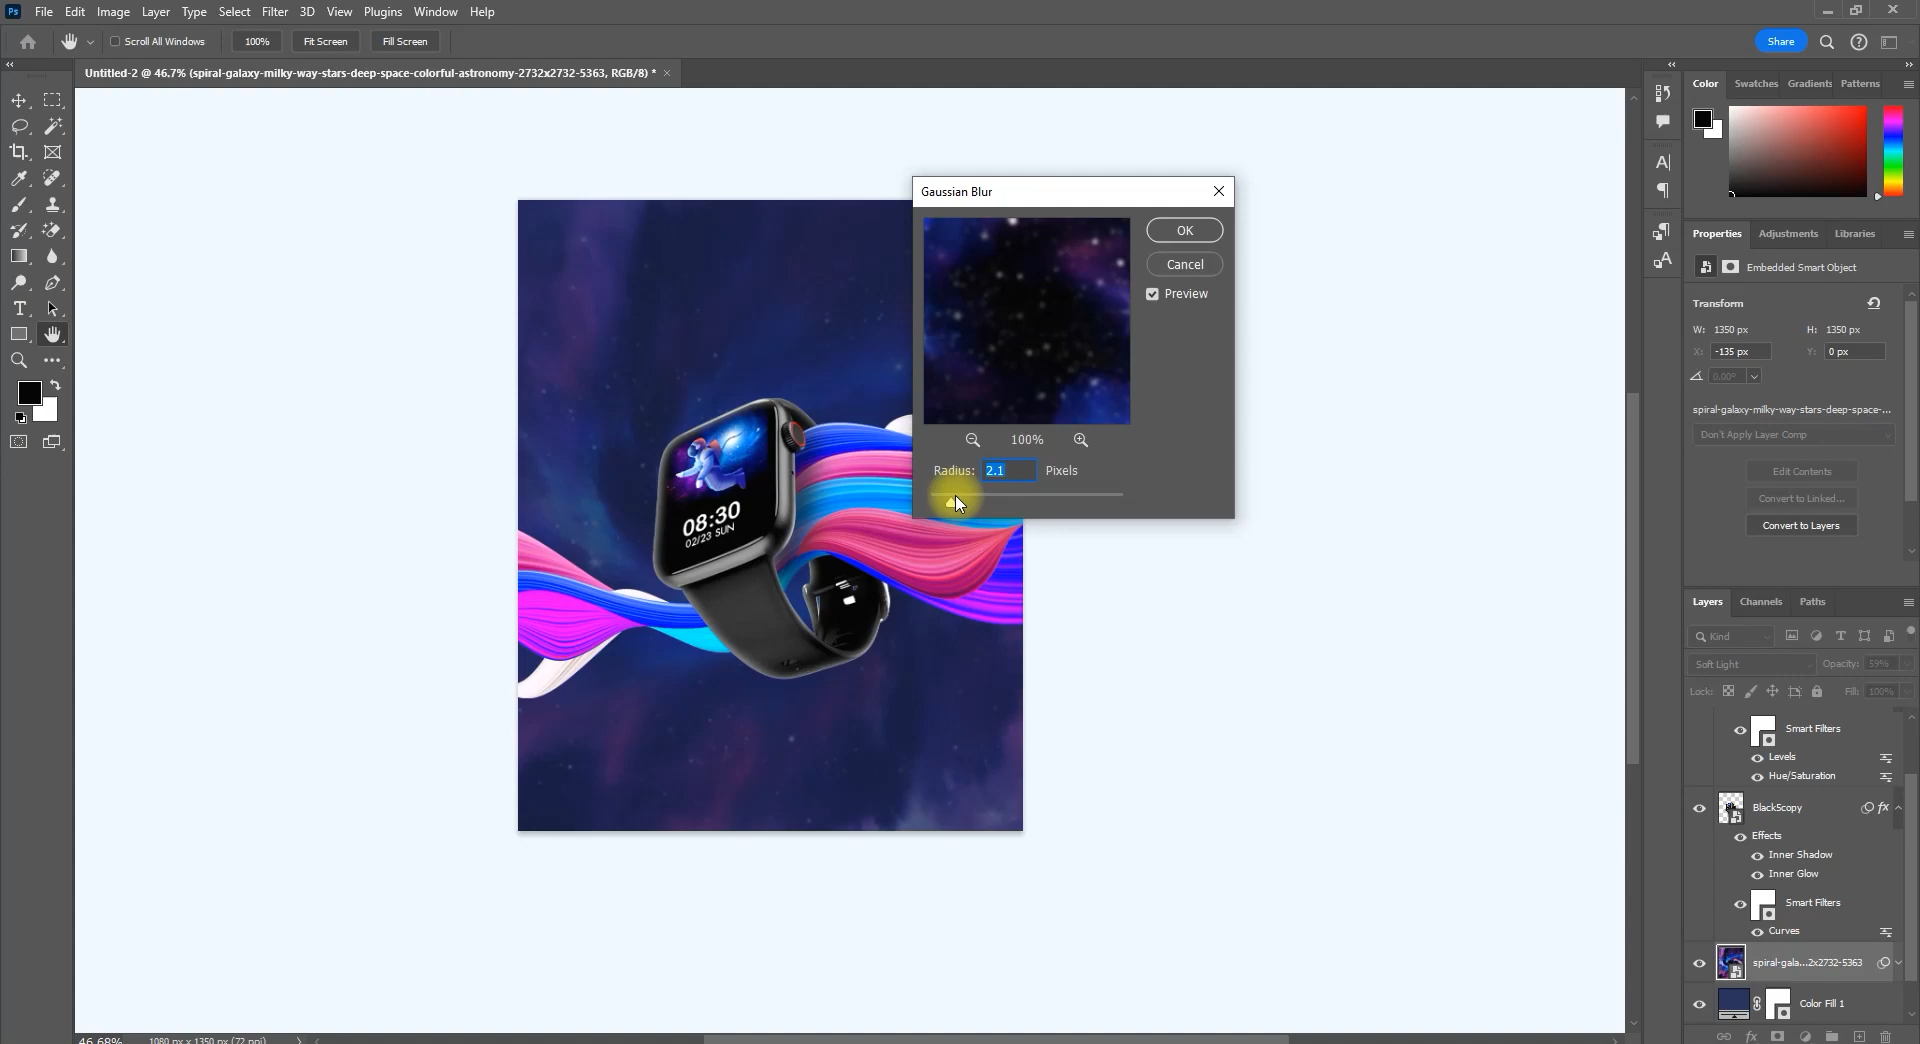 Ps File Edit Image Layer Type Select Filter 3D View Plugins Window Help
Scroll All Windows 100% Fit Screen Fill Screen Share
Untitled-2 @ 46.7% (spiral-galaxy-milky-way-stars-deep-space-colorful-astronomy-2732x2732-5363, RGB/8) *
Color Swatches Gradients Patterns
Gaussian Blur
OK
Cancel
Preview
100%
Radius: 2.1 Pixels
08:30
02/23 SUN
Properties Adjustments Libraries
Embedded Smart Object
Transform
W: 1350 px H: 1350 px
X: -135 px Y: 0 px
0.00°
spiral-galaxy-milky-way-stars-deep-space-...
Don't Apply Layer Comp
Edit Contents
Convert to Linked...
Convert to Layers
Layers Channels Paths
Kind
Soft Light Opacity: 59%
Lock: Fill: 100%
Smart Filters
Levels
Hue/Saturation
BlackScopy fx
Effects
Inner Shadow
Inner Glow
Smart Filters
Curves
spiral-gala...2x2732-5363
Color Fill 1
fx
46.68% 1080 px x 1350 px (72 ppi)